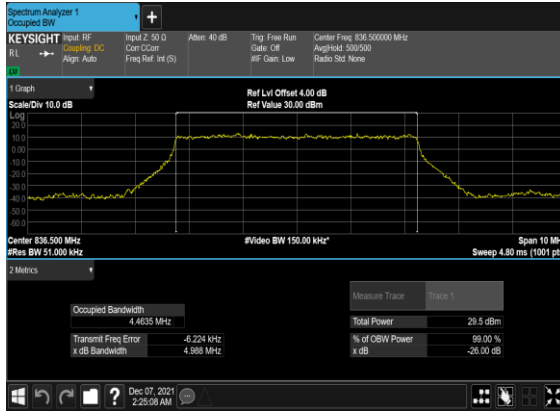 Spectrum Analyzer 1
Occupied BW
+
KEYSIGHT Input: RF Input Z: 50 Ω Atten: 40 dB Trig: Free Run Center Freq: 836.500000 MHz
RL Coupling: DC Corr CCorr Gate: Off Avg|Hold: 500/500
Align: Auto Freq Ref: Int (S) #IF Gain: Low Radio Std: None
LW
1 Graph Ref Lvl Offset 4.00 dB
Scale/Div 10.0 dB Ref Value 30.00 dBm
Log
20.0
10.0
0.00
-10.0
-20.0
-30.0
-40.0
-50.0
-60.0
Center 836.500 MHz #Video BW 150.00 kHz* Span 10 MH
#Res BW 51.000 kHz Sweep 4.80 ms (1001 pt
2 Metrics
Measure Trace Trace 1
Occupied Bandwidth
4.4635 MHz Total Power 29.5 dBm
Transmit Freq Error -6.224 kHz % of OBW Power 99.00 %
x dB Bandwidth 4.988 MHz x dB -26.00 dB
? Dec 07, 2021
2:25:08 AM